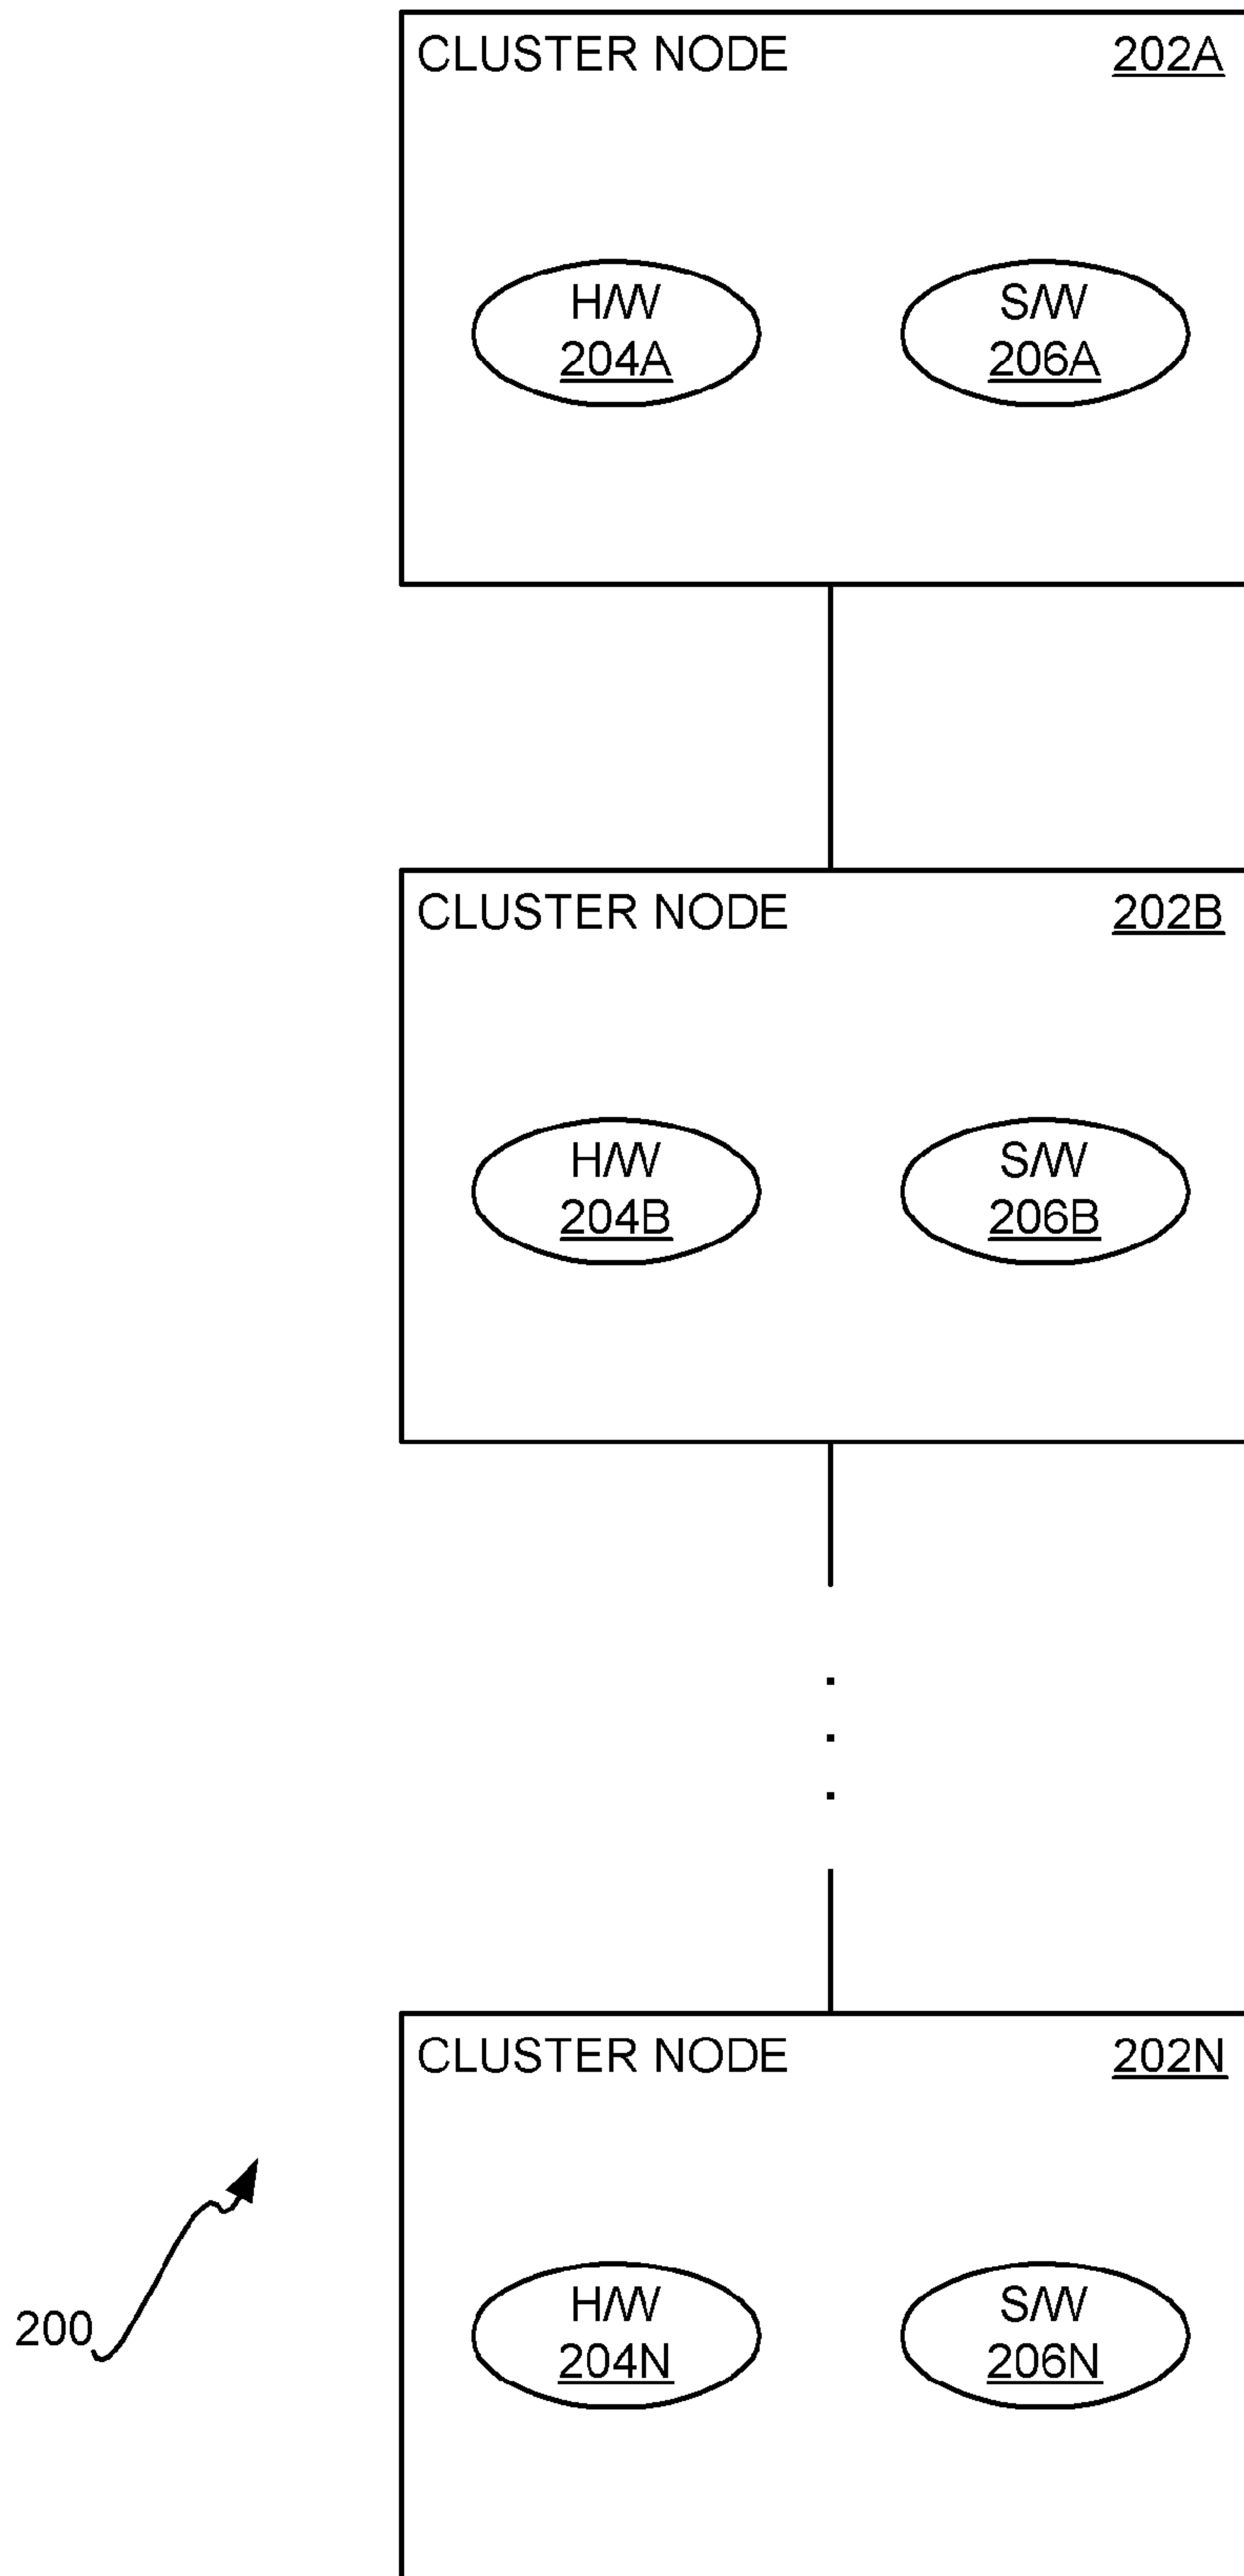 CLUSTER NODE 202A
H/W
204A
S/W
206A
CLUSTER NODE 202B
H/W
204B
S/W
206B
CLUSTER NODE 202N
H/W
204N
S/W
206N
200